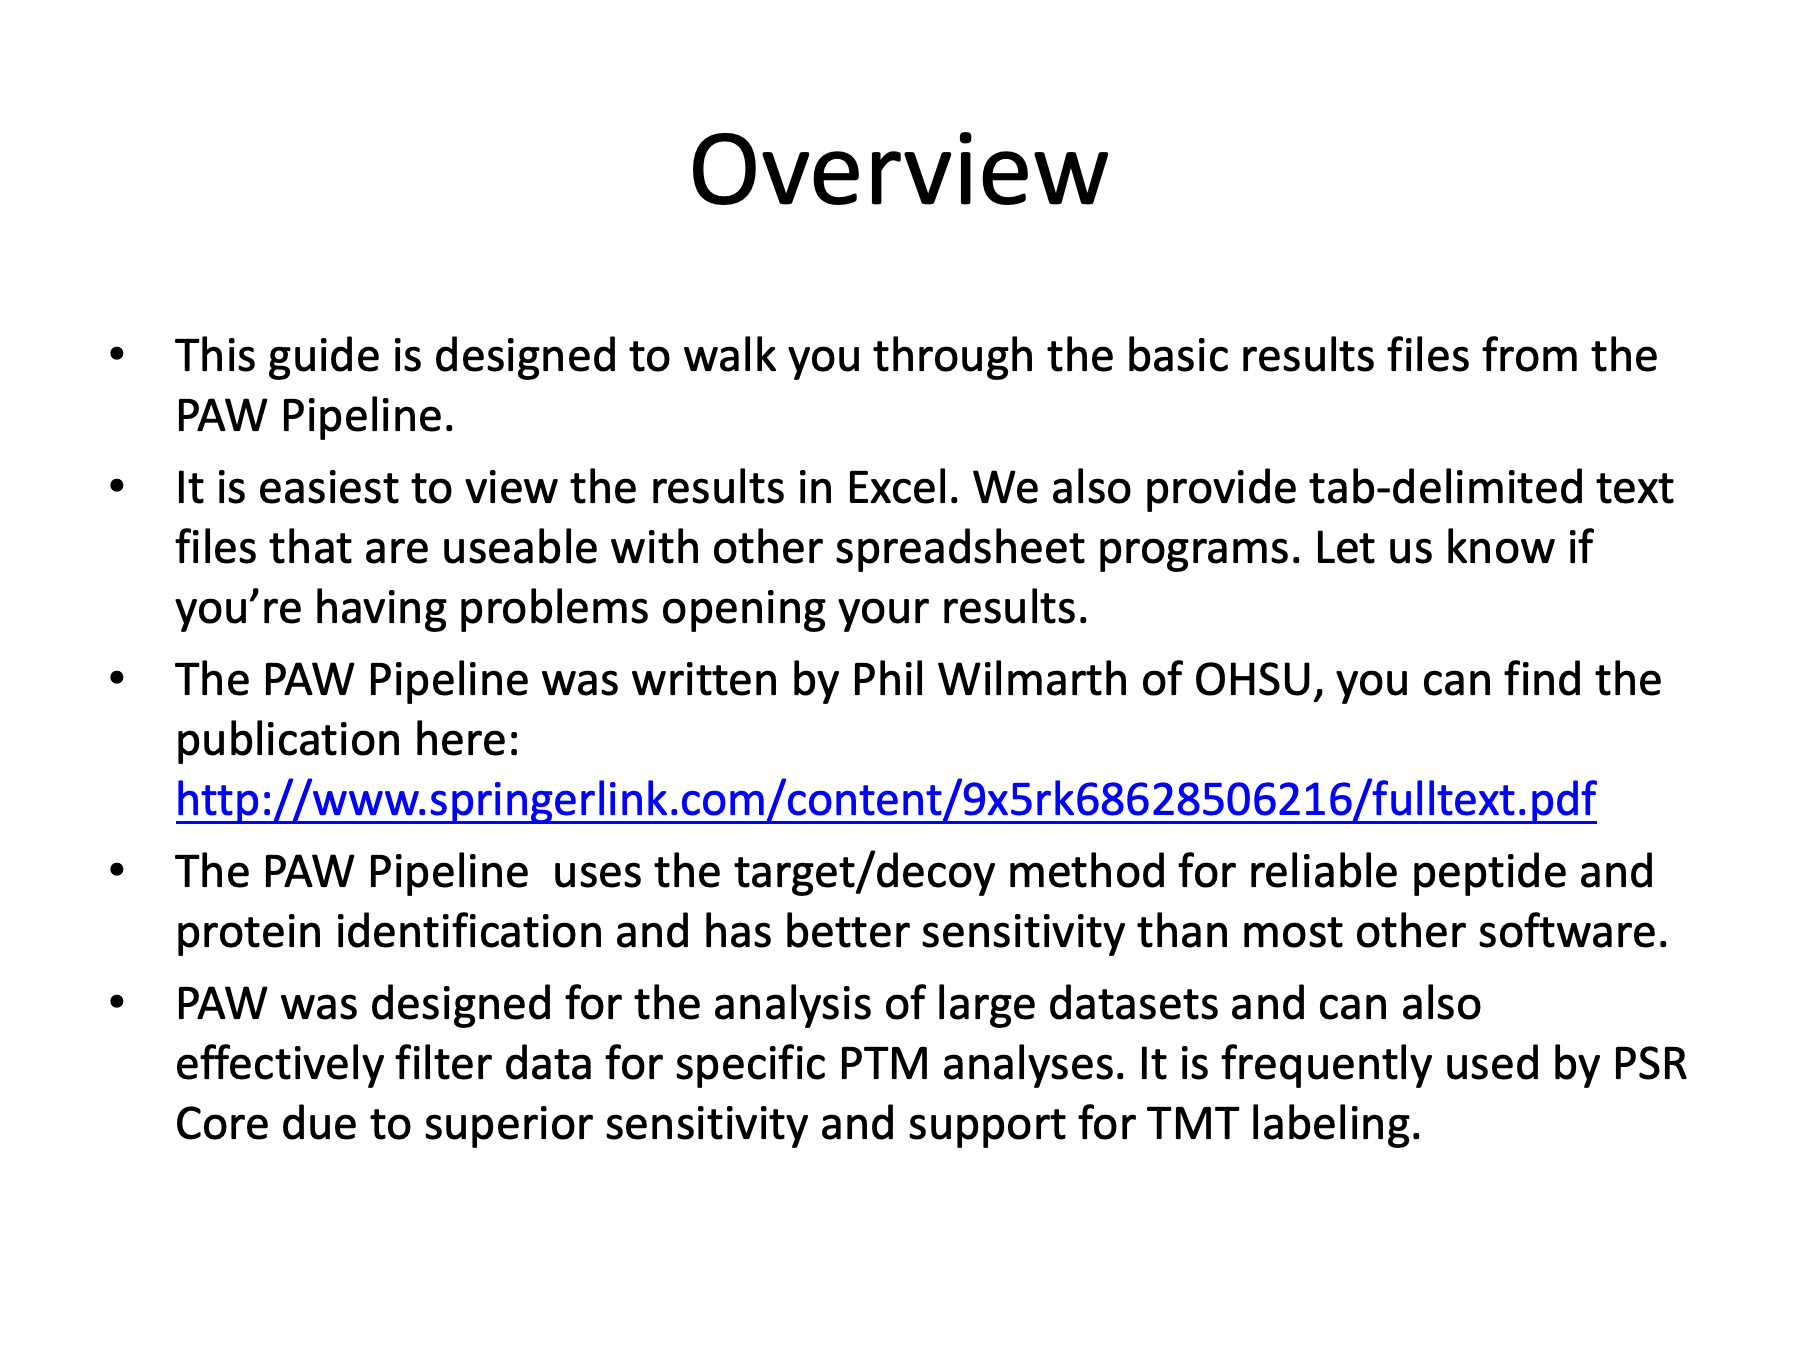 Overview
• This guide is designed to walk you through the basic results files from the
PAW Pipeline.
• It is easiest to view the results in Excel. We also provide tab-delimited text
files that are useable with other spreadsheet programs. Let us know if
you’re having problems opening your results.
• The PAW Pipeline was written by Phil Wilmarth of OHSU, you can find the
publication here:
http://www.springerlink.com/content/9x5rk68628506216/fulltext.pdf
• The PAW Pipeline  uses the target/decoy method for reliable peptide and
protein identification and has better sensitivity than most other software.
• PAW was designed for the analysis of large datasets and can also
effectively filter data for specific PTM analyses. It is frequently used by PSR
Core due to superior sensitivity and support for TMT labeling.